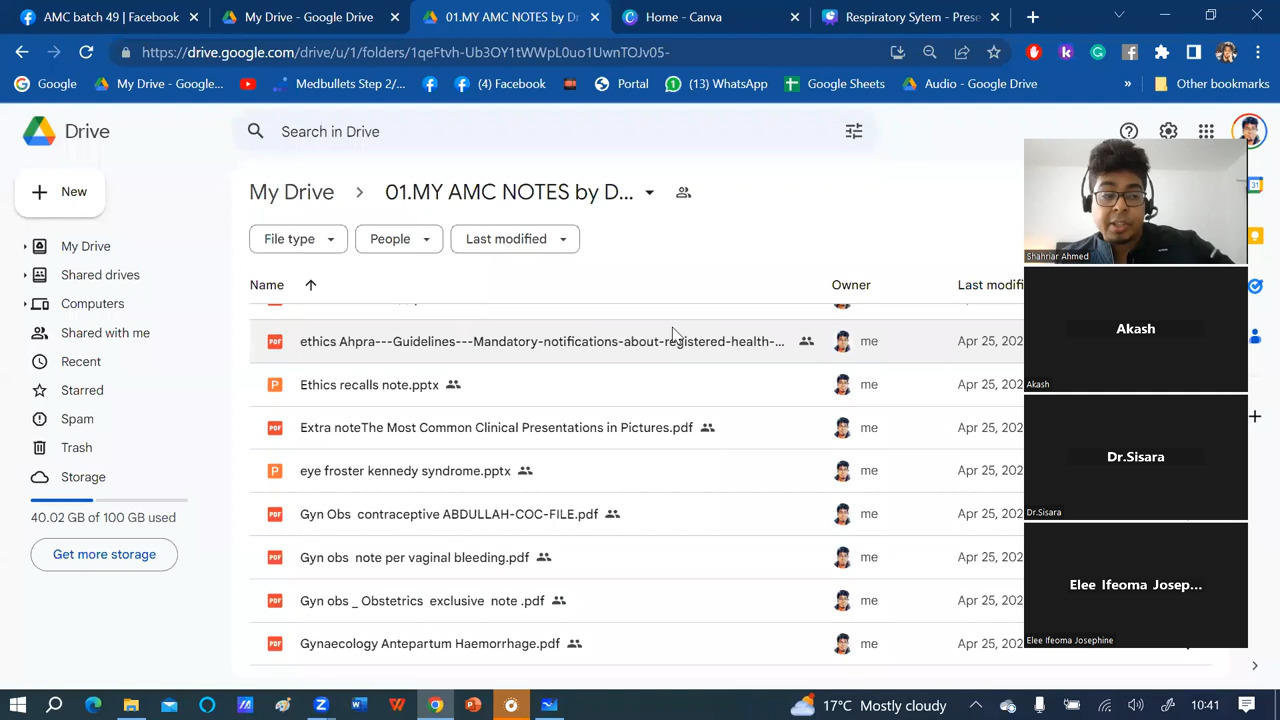 AMC batch 49 | Facebook
My Drive - Google Drive
01.AMC NOTES by Dr
Home - Canva
Respiratory Sytem - Prese
https://drive.google.com/drive/u/1/folders/1qeFtvh-Ub3OY1tWWpL0uo1UwnTOJv05-
Google
My Drive - Google...
Medbullets Step 2/...
(4) Facebook
Portal
(13) WhatsApp
Google Sheets
Audio - Google Driv...
»
Other bookmarks
Drive
Search in Drive
New
My Drive > 01.MY AMC NOTES by D...
File type
People
Last modified
My Drive
Shared drives
Computers
Shared with me
Recent
Starred
Spam
Trash
Storage
40.02 GB of 100 GB used
Get more storage
Name
Owner
Last modifi
ethics Ahpra---Guidelines---Mandatory-notifications-about-registered-health-...
me
Apr 25, 202
Ethics recalls note.pptx
me
Apr 25, 202
Extra noteThe Most Common Clinical Presentations in Pictures.pdf
me
Apr 25, 202
eye froster kennedy syndrome.pptx
me
Apr 25, 202
Gyn Obs contraceptive ABDULLAH-COC-FILE.pdf
me
Apr 25, 202
Gyn obs note per vaginal bleeding.pdf
me
Apr 25, 202
Gyn obs _ Obstetrics exclusive note .pdf
me
Apr 25, 202
Gynaecology Antepartum Haemorrhage.pdf
me
Apr 25, 202
Shahriar Ahmed
Akash
Akash
Dr.Sisara
Dr.Sisara
Elee Ifeoma Josep...
Elee Ifeoma Josephine
17°C Mostly cloudy
10:41